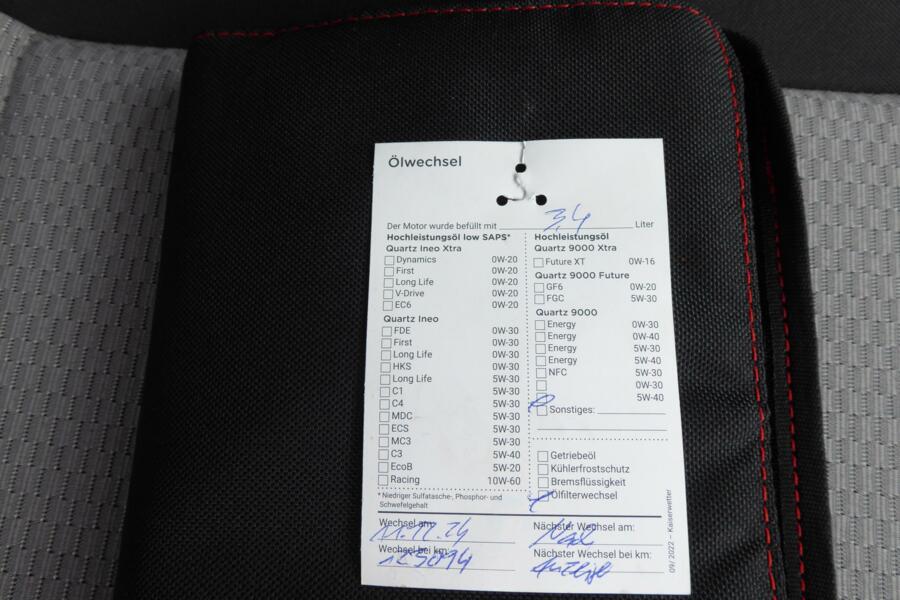 Ölwechsel
Der Motor wurde befüllt mit 3,4 Liter
Hochleistungsöl low SAPS*
Quartz Ineo Xtra
Dynamics 0W-20
First 0W-20
Long Life 0W-20
V-Drive 0W-20
EC6 0W-20
Quartz Ineo
FDE 0W-30
First 0W-30
Long Life 0W-30
HKS 0W-30
Long Life 5W-30
C1 5W-30
C4 5W-30
MDC 5W-30
ECS 5W-30
MC3 5W-30
C3 5W-40
EcoB 5W-20
Racing 10W-60
* Niedriger Sulfatasche-, Phosphor- und
Schwefelgehalt
Hochleistungsöl
Quartz 9000 Xtra
Future XT 0W-16
Quartz 9000 Future
GF6 0W-20
FGC 5W-30
Quartz 9000
Energy 0W-30
Energy 0W-40
Energy 5W-30
Energy 5W-40
NFC 5W-30
0W-30
5W-40
Sonstiges:
Getriebeöl
Kühlerfrostschutz
Bremsflüssigkeit
Ölfilterwechsel
Wechsel am:
11.12.24
Wechsel bei km:
125094
Nächster Wechsel am:
Nach
Nächster Wechsel bei km:
Anzeige
09/2022 – Kaiserwetter